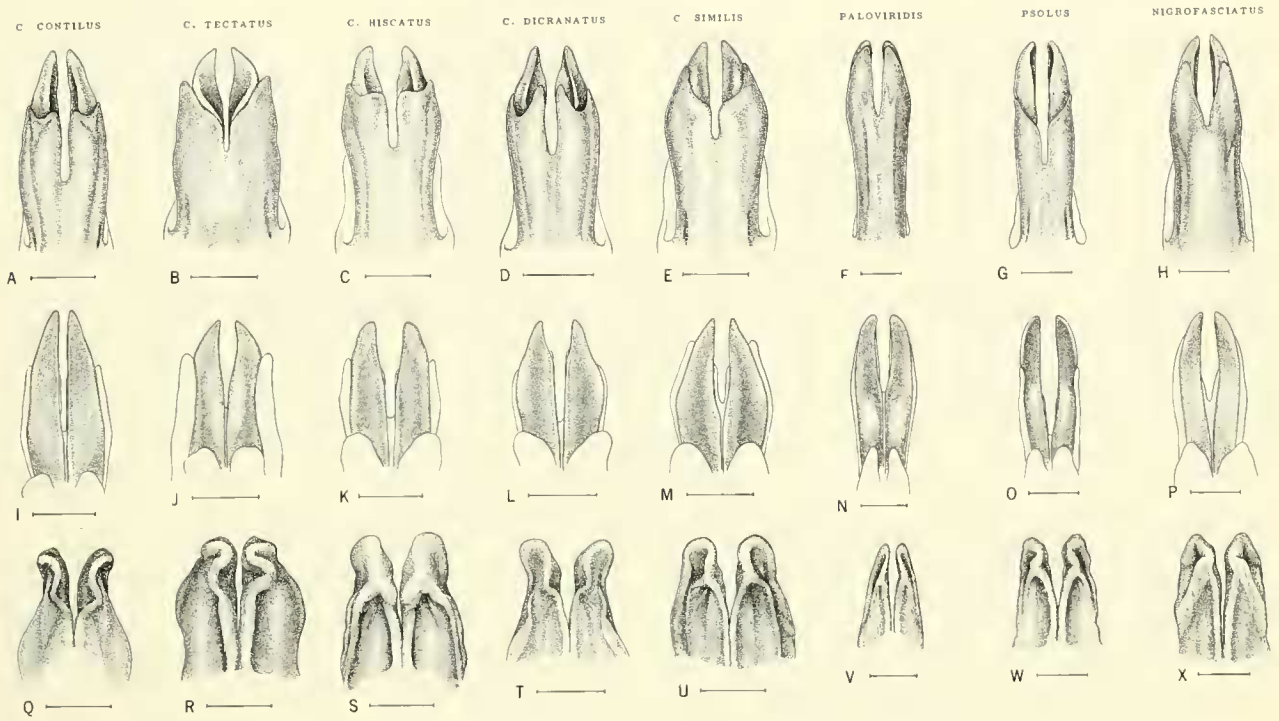 C CONTILUS C. TECTATUS C. HISCATUS C. DICRANATUS C SIMILIS PALOVIRIDIS PSOLUS NIGROFASCIATUS
A B C D E F G H
I J K L M N O P
Q R S T U V W X